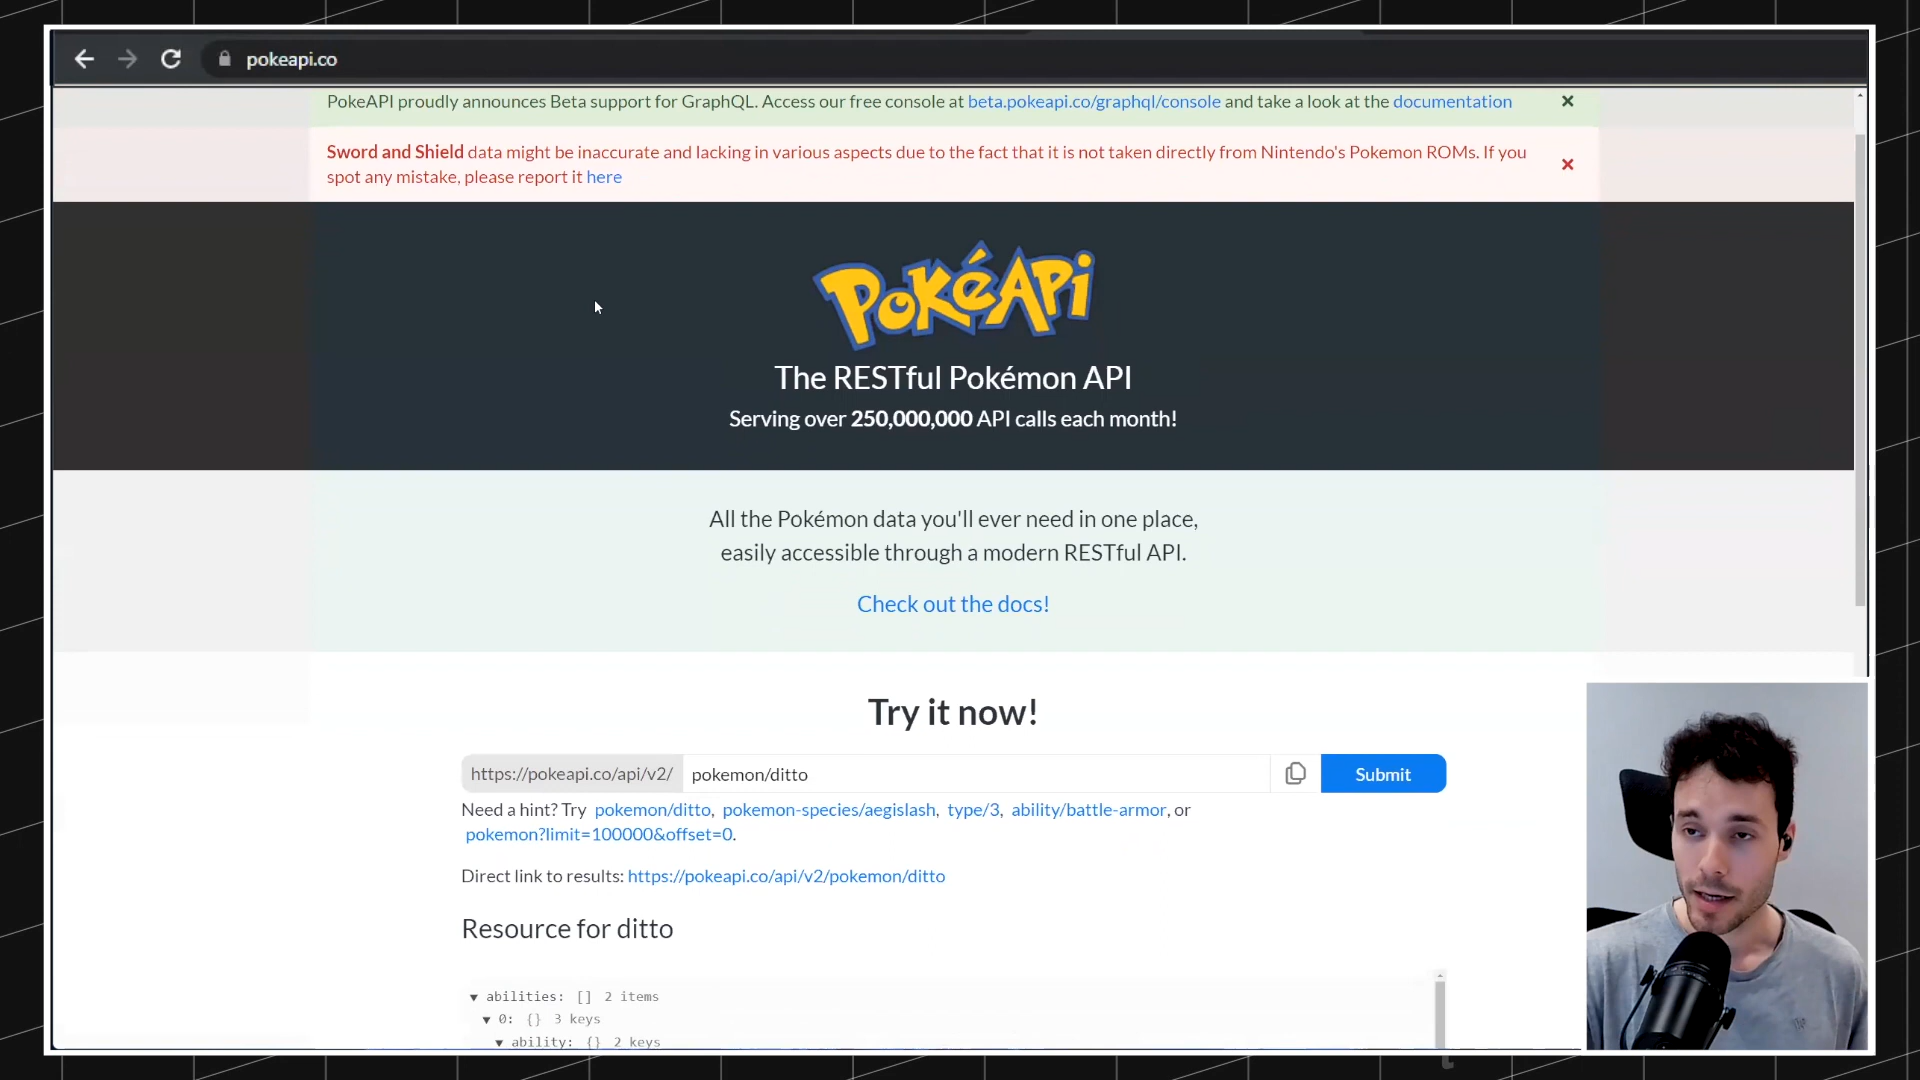 pokeapi.co
PokeAPI proudly announces Beta support for GraphQL. Access our free console at beta.pokeapi.co/graphql/console and take a look at the documentation
Sword and Shield data might be inaccurate and lacking in various aspects due to the fact that it is not taken directly from Nintendo's Pokemon ROMs. If you
spot any mistake, please report it here
PokéAPi
The RESTful Pokémon API
Serving over 250,000,000 API calls each month!
All the Pokémon data you'll ever need in one place,
easily accessible through a modern RESTful API.
Check out the docs!
Try it now!
https://pokeapi.co/api/v2/ pokemon/ditto Submit
Need a hint? Try pokemon/ditto, pokemon-species/aegislash, type/3, ability/battle-armor, or
pokemon?limit=100000&offset=0.
Direct link to results: https://pokeapi.co/api/v2/pokemon/ditto
Resource for ditto
abilities: [] 2 items
0: {} 3 keys
ability: {} 2 keys